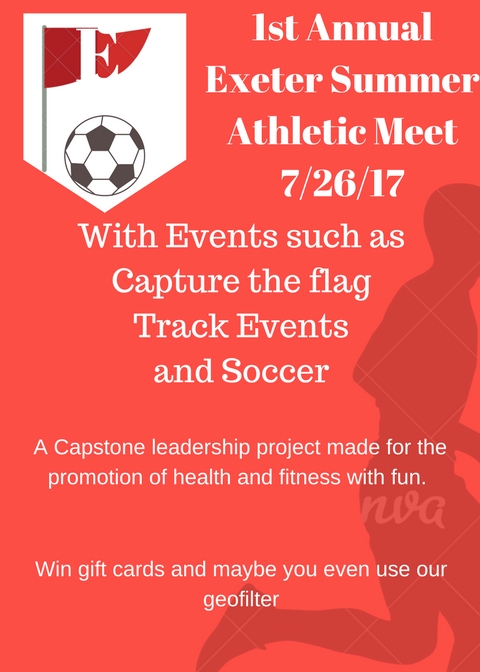 E
1st Annual
Exeter Summer
Athletic Meet
7/26/17
With Events such as
Capture the flag
Track Events
and Soccer
A Capstone leadership project made for the
promotion of health and fitness with fun.
nva
Win gift cards and maybe you even use our
geofilter